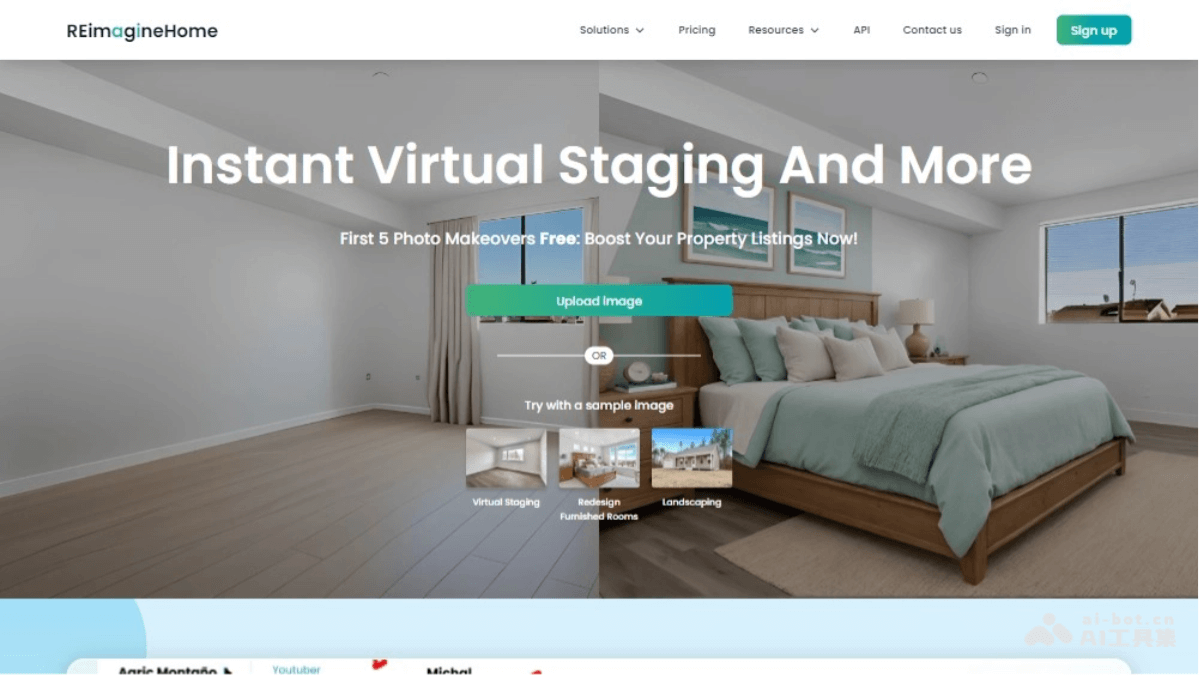 REimagineHome
Solutions
Pricing
Resources
API
Contact us
Sign in
Sign up
Instant Virtual Staging And More
First 5 Photo Makeovers Free: Boost Your Property Listings Now!
Upload image
OR
Try with a sample image
Virtual Staging
Redesign
Furnished Rooms
Landscaping
ai-bot.cn
AI工具集
Agric Montaño
Youtuber
Michal